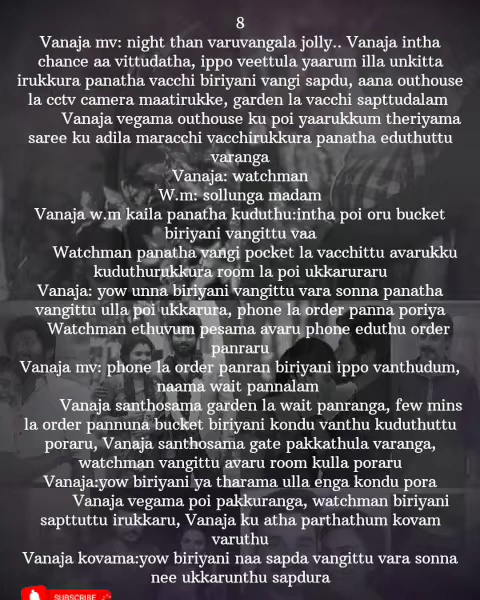 8
Vanaja mv: night than varuvangala jolly.. Vanaja intha
chance aa vittudatha, ippo veettula yaarum illa unkitta
irukkura panatha vacchi biriyani vangi sapdu, aana outhouse
la cctv camera maatirukke, garden la vacchi sapttudalam
Vanaja vegama outhouse ku poi yaarukkum theriyama
saree ku adila maracchi vacchirukkura panatha eduthuttu
varanga
Vanaja: watchman
W.m: sollunga madam
Vanaja w.m kaila panatha kuduthu:intha poi oru bucket
biriyani vangittu vaa
Watchman panatha vangi pocket la vacchittu avarukku
kuduthurukkura room la poi ukkaruraru
Vanaja: yow unna biriyani vangittu vara sonna panatha
vangittu ulla poi ukkarura, phone la order panna poriya
Watchman ethuvum pesama avaru phone eduthu order
panraru
Vanaja mv: phone la order panran biriyani ippo vanthudum,
naama wait pannalam
Vanaja santhosama garden la wait panranga, few mins
la order pannuna bucket biriyani kondu vanthu kuduthuttu
poraru, Vanaja santhosama gate pakkathula varanga,
watchman vangittu avaru room kulla poraru
Vanaja:yow biriyani ya tharama ulla enga kondu pora
Vanaja vegama poi pakkuranga, watchman biriyani
sapttuttu irukkaru, Vanaja ku atha parthathum kovam
varuthu
Vanaja kovama:yow biriyani naa sapda vangittu vara sonna
nee ukkarunthu sapdura
SUBSCRIBE